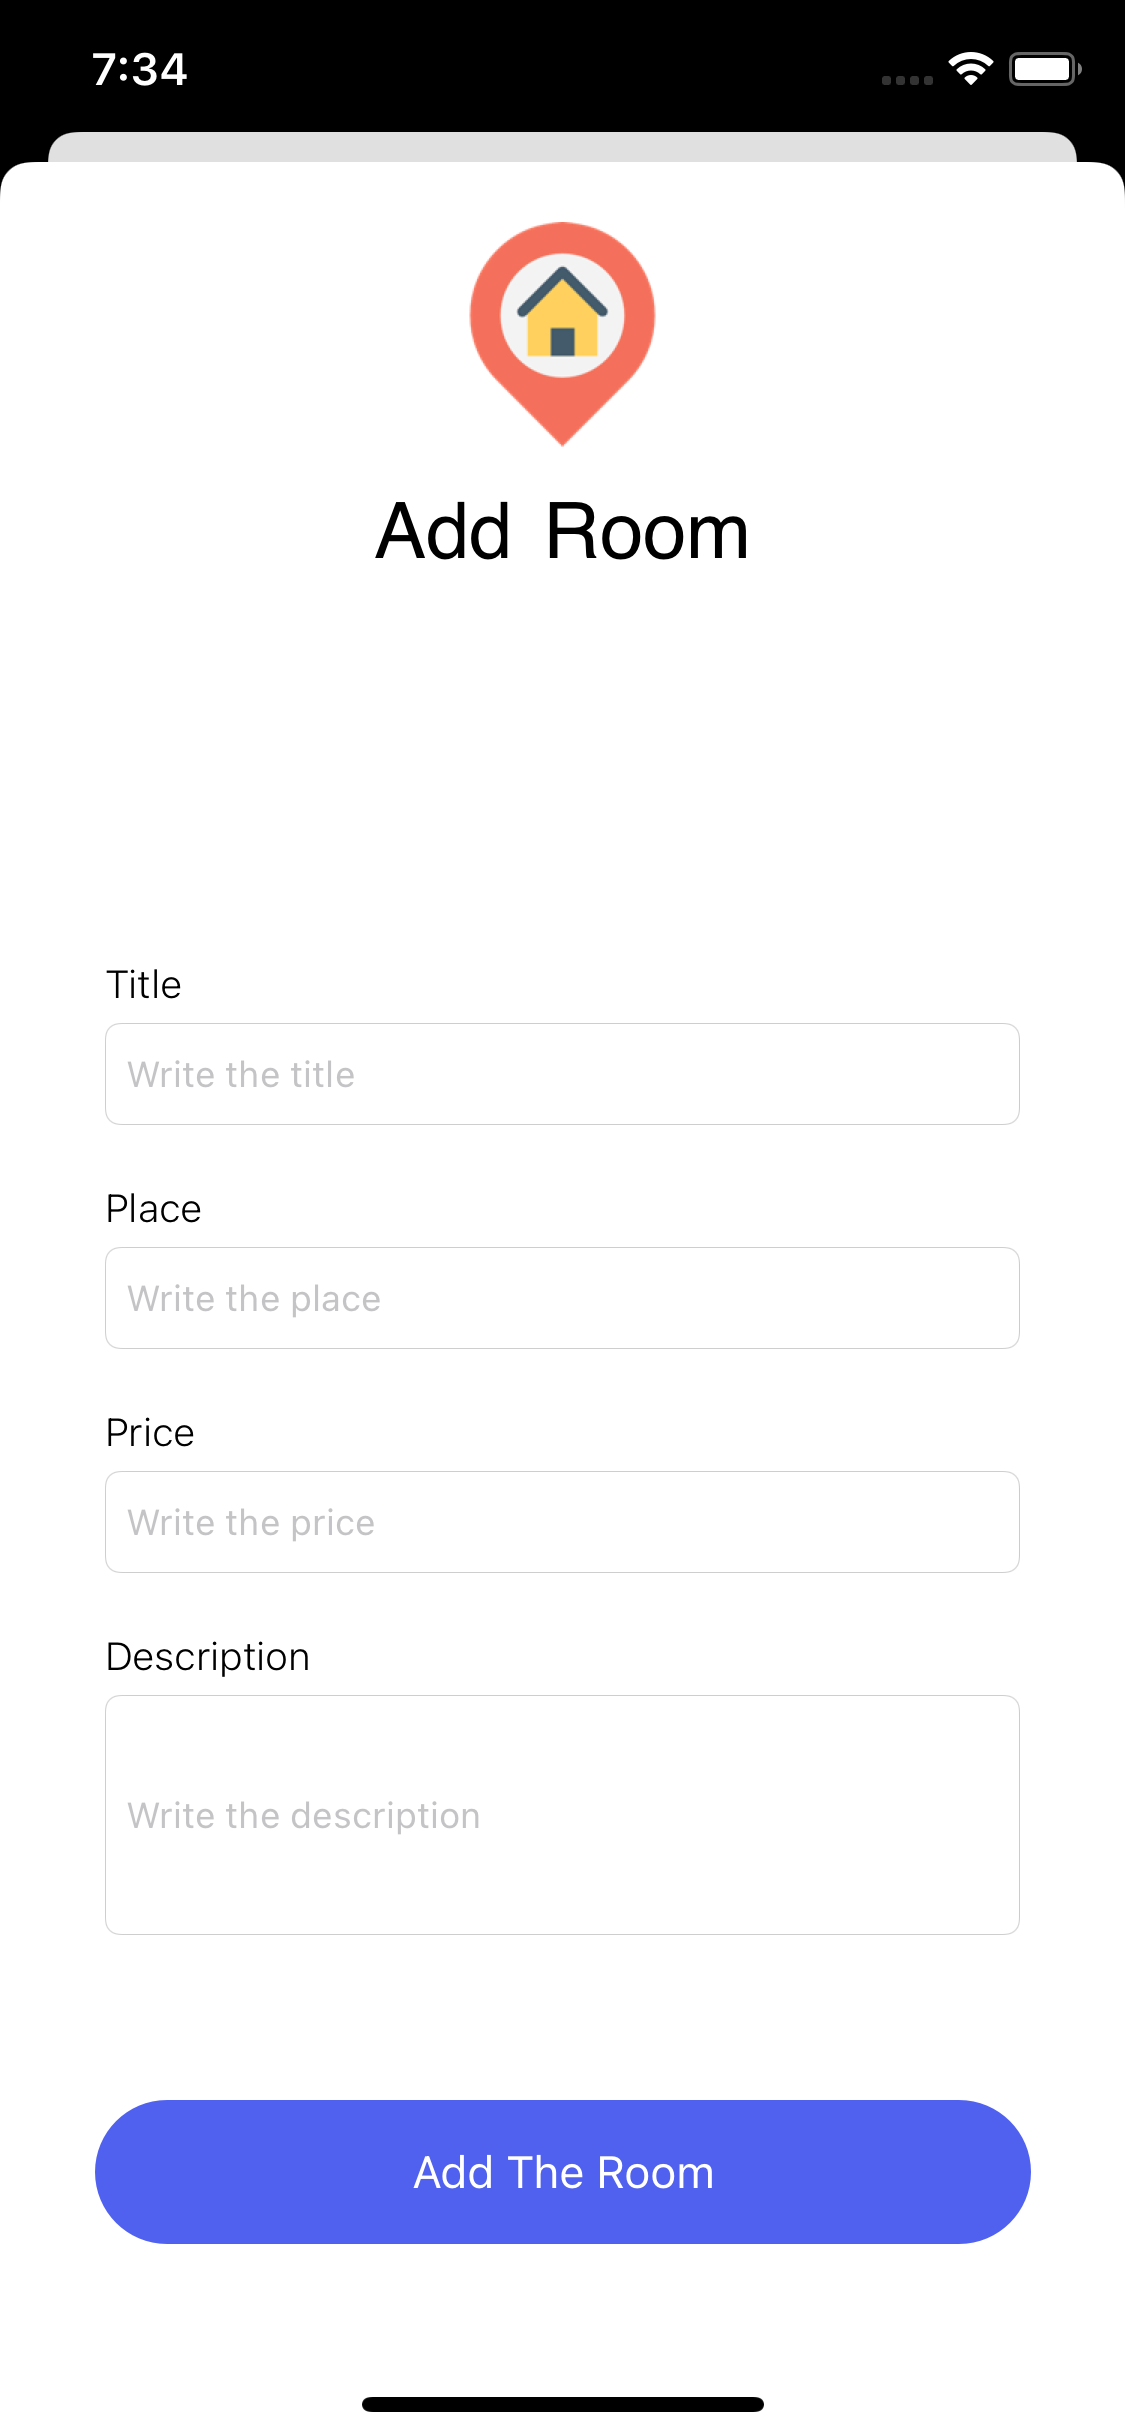 7:34
Add Room
Title
Write the title
Place
Write the place
Price
Write the price
Description
Write the description
Add The Room